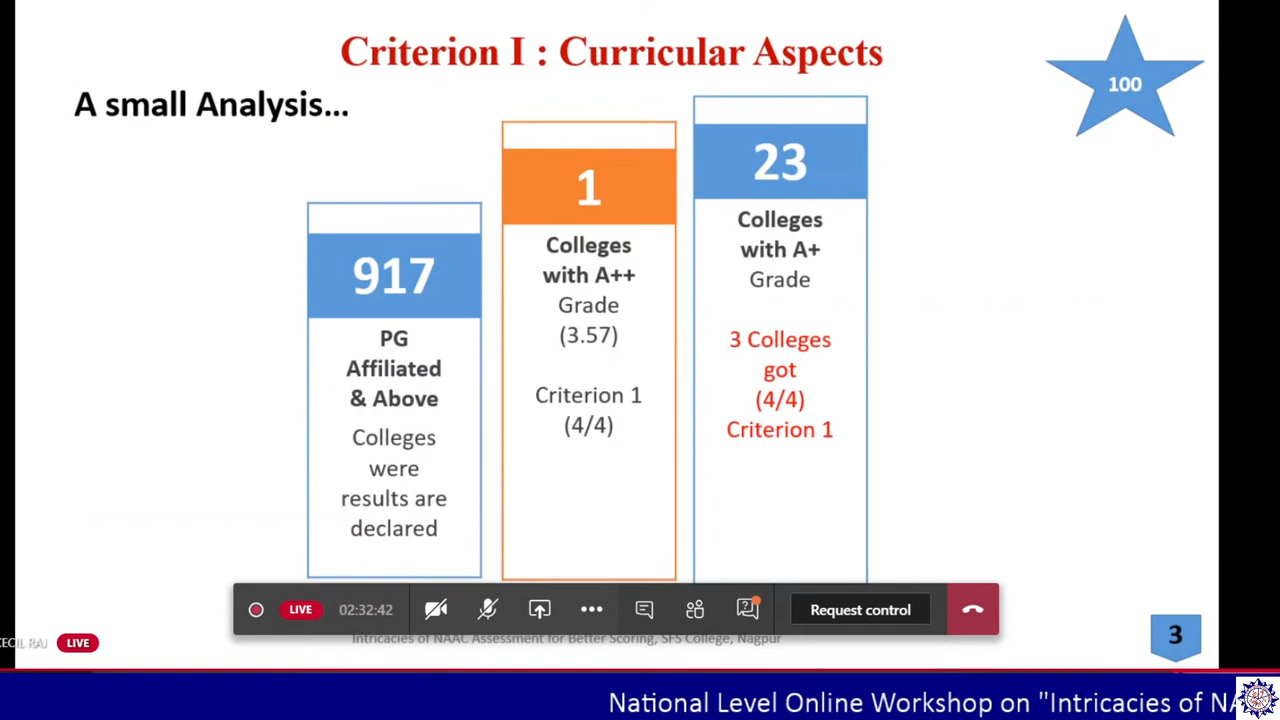 Criterion I : Curricular Aspects
100
A small Analysis...
917
PG
Affiliated
& Above
Colleges
were
results are
declared
1
Colleges
with A++
Grade
(3.57)
Criterion 1
(4/4)
23
Colleges
with A+
Grade
3 Colleges
got
(4/4)
Criterion 1
LIVE
02:32:42
Request control
Intricacies of NAAC Assessment for Better Scoring, SFS College, Nagpur
CECIL RAJ
LIVE
3
National Level Online Workshop on "Intricacies of NA